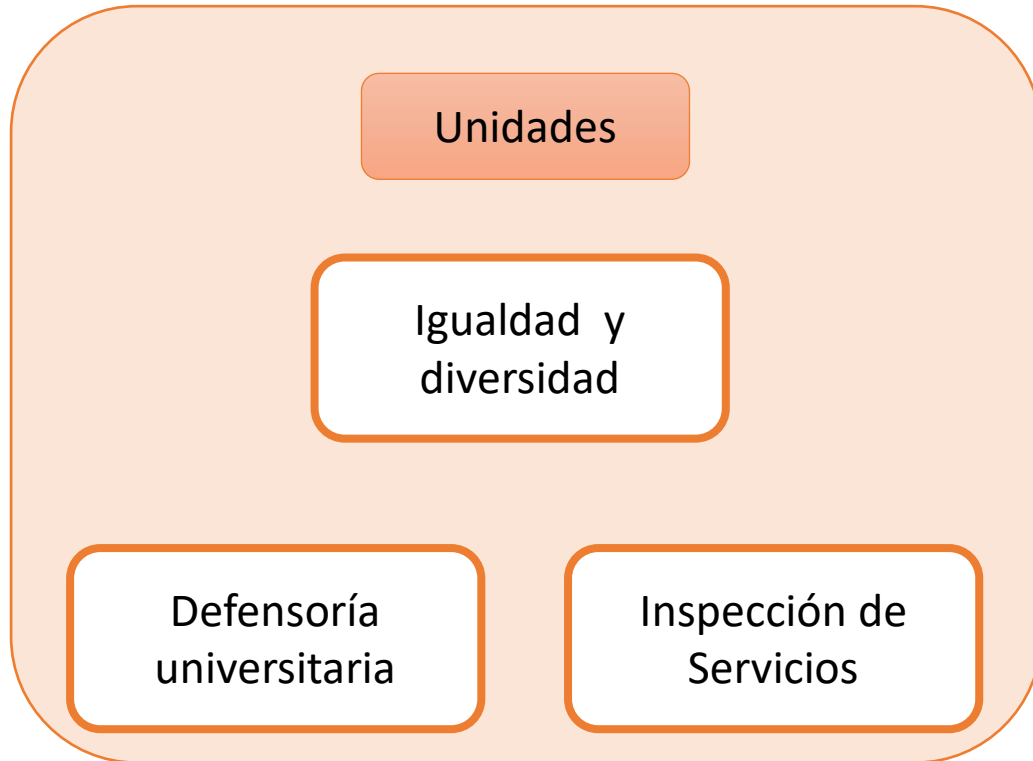 Unidades
Igualdad y
diversidad
Defensoría
universitaria
Inspección de
Servicios